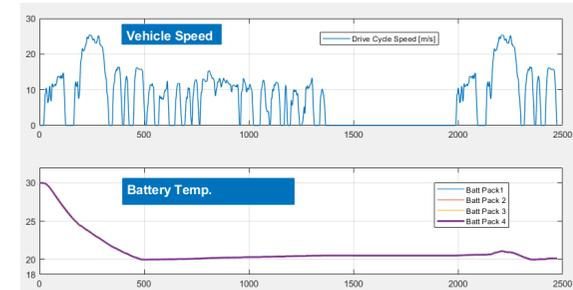 Vehicle Speed
Drive Cycle Speed [m/s]
30
20
10
0
0
500
1000
1500
2000
2500
Battery Temp.
Batt Pack1
Batt Pack 2
Batt Pack 3
Batt Pack 4
30
25
20
18
0
500
1000
1500
2000
2500